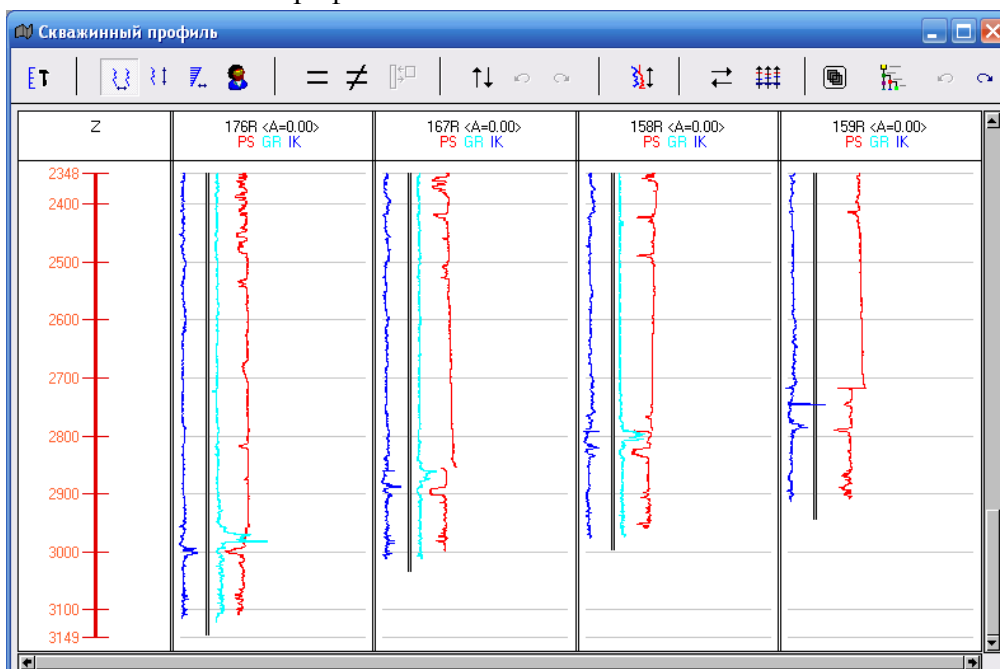 Скважинный профиль
Z
176R <A=0.00>
PS GR IK
167R <A=0.00>
PS GR IK
158R <A=0.00>
PS GR IK
159R <A=0.00>
PS GR IK
2348
2400
2500
2600
2700
2800
2900
3000
3100
3149